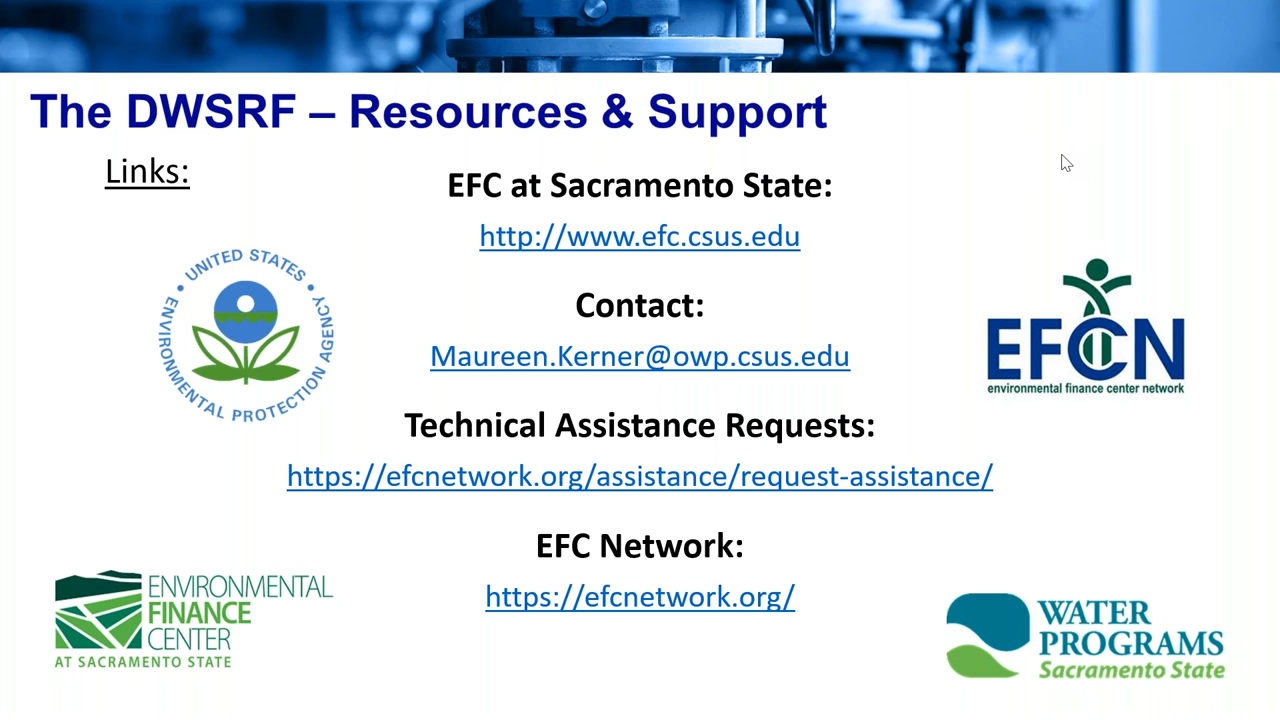 The DWSRF – Resources & Support
Links:
EFC at Sacramento State:
http://www.efc.csus.edu
Contact:
Maureen.Kerner@owp.csus.edu
Technical Assistance Requests:
https://efcnetwork.org/assistance/request-assistance/
EFC Network:
https://efcnetwork.org/
UNITED STATES
ENVIRONMENTAL PROTECTION AGENCY
EFCN
environmental finance center network
ENVIRONMENTAL
FINANCE
CENTER
AT SACRAMENTO STATE
WATER
PROGRAMS
Sacramento State